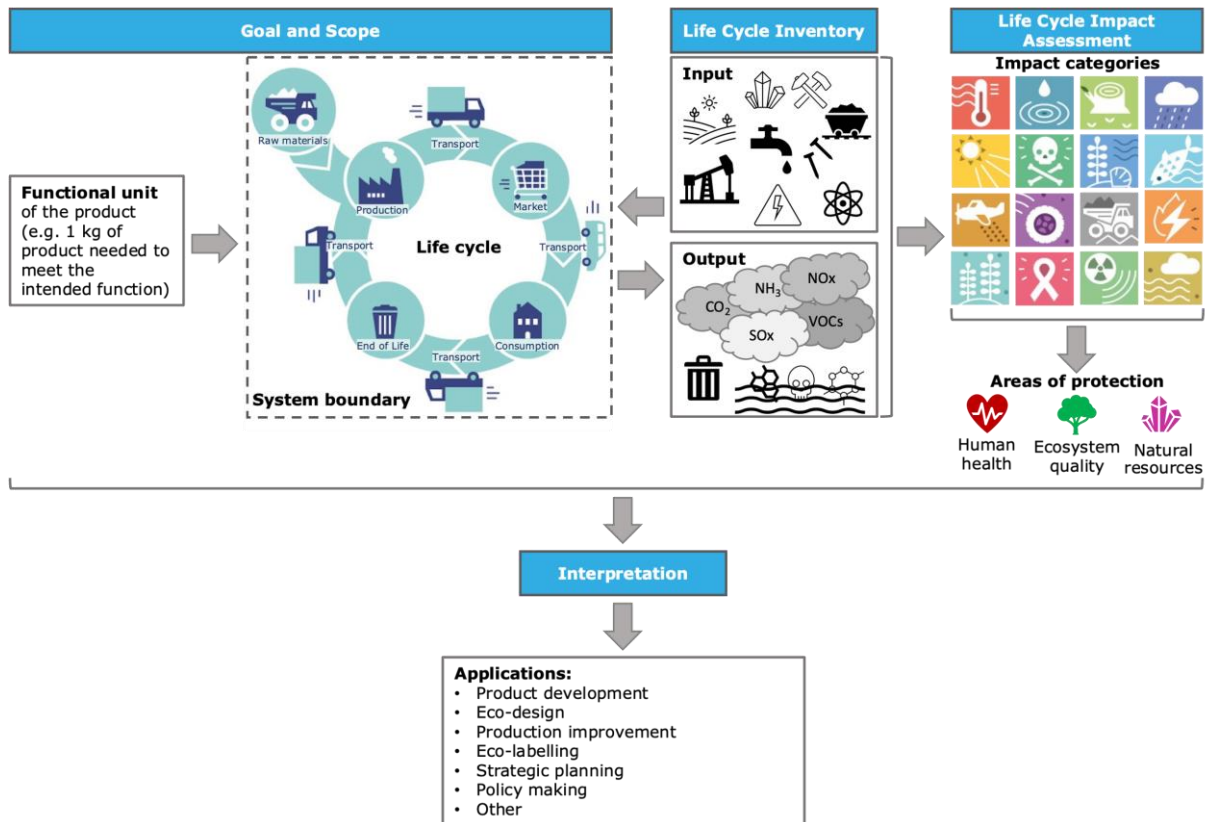 Goal and Scope
Life Cycle Inventory
Life Cycle Impact
Assessment
Functional unit
of the product
(e.g. 1 kg of
product needed to
meet the
intended function)
Raw materials
Transport
Production
Market
Transport
Life cycle
Transport
End of Life
Transport
Consumption
System boundary
Input
Output
CO₂
NH₃
NOx
SOx
VOCs
Impact categories
Areas of protection
Human
health
Ecosystem
quality
Natural
resources
Interpretation
Applications:
• Product development
• Eco-design
• Production improvement
• Eco-labelling
• Strategic planning
• Policy making
• Other